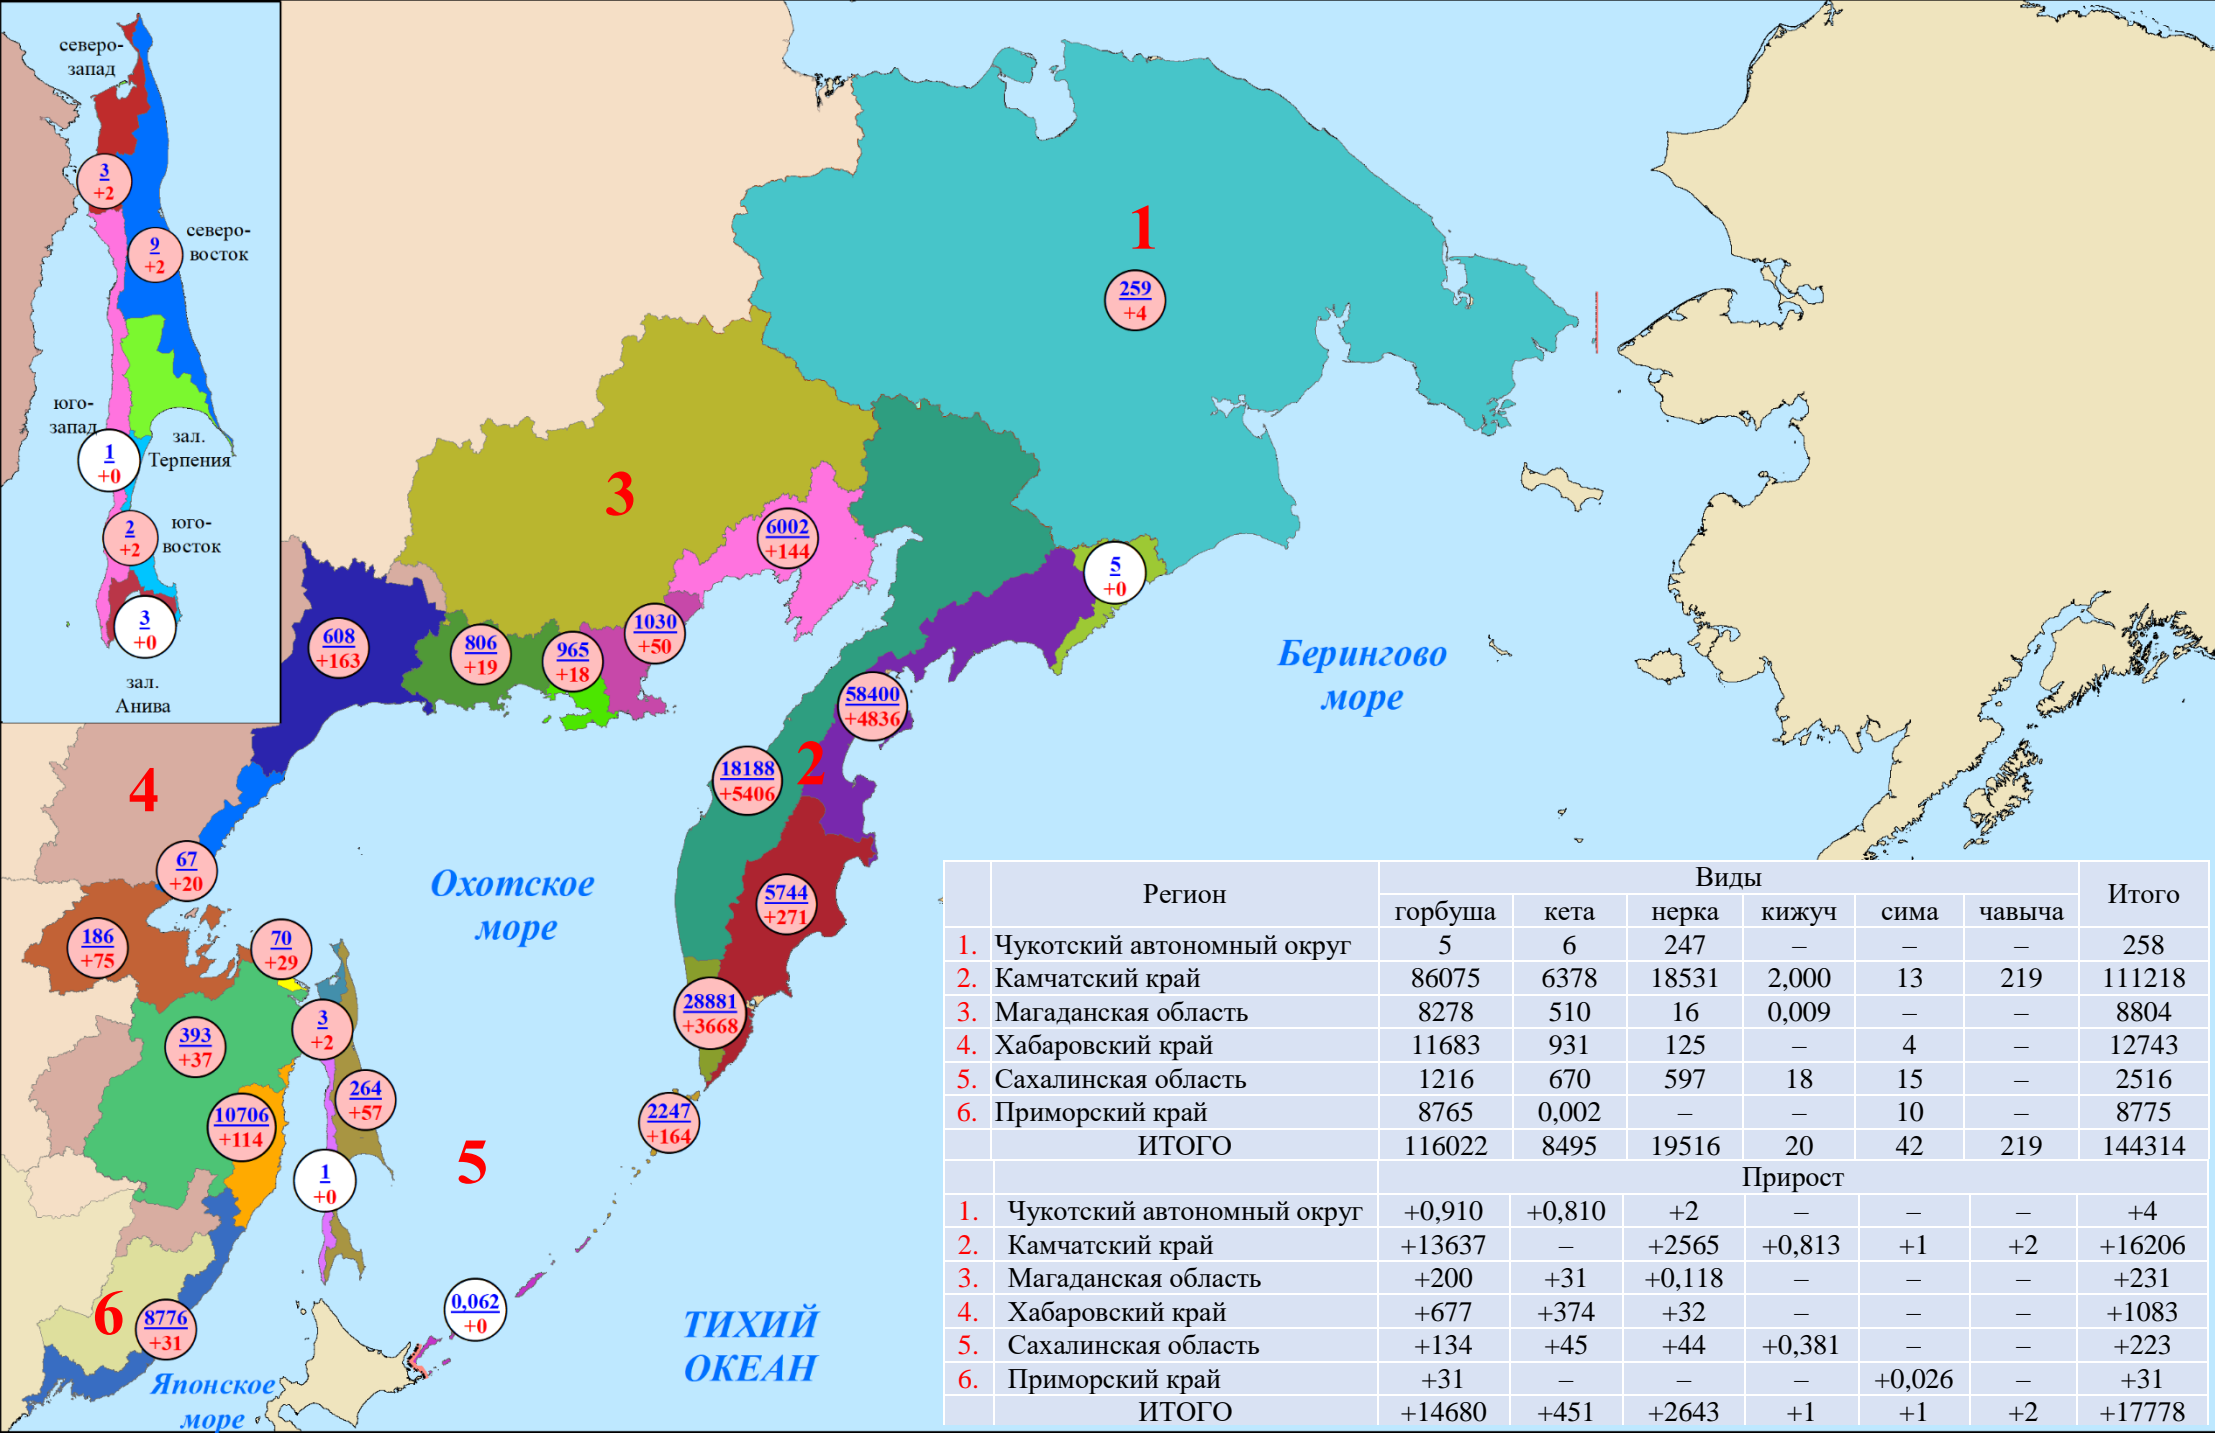 северо-
запад
3
+2
9
+2
северо-
восток
юго-
запад
1
+0
зал.
Терпения
2
+2
юго-
восток
3
+0
зал.
Анива
1
259
+4
3
6002
+144
5
+0
608
+163
806
+19
965
+18
1030
+50
Берингово
море
58400
+4836
2
18188
+5406
4
67
+20
Охотское
море
5744
+271
186
+75
70
+29
28881
+3668
393
+37
3
+2
264
+57
10706
+114
2247
+164
5
1
+0
0,062
+0
6
8776
+31
ТИХИЙ
ОКЕАН
Японское
море
Регион Виды Итого
горбуша кета нерка кижуч сима чавыча
1. Чукотский автономный округ 5 6 247 – – – 258
2. Камчатский край 86075 6378 18531 2,000 13 219 111218
3. Магаданская область 8278 510 16 0,009 – – 8804
4. Хабаровский край 11683 931 125 – 4 – 12743
5. Сахалинская область 1216 670 597 18 15 – 2516
6. Приморский край 8765 0,002 – – 10 – 8775
ИТОГО 116022 8495 19516 20 42 219 144314
Прирост
1. Чукотский автономный округ +0,910 +0,810 +2 – – – +4
2. Камчатский край +13637 – +2565 +0,813 +1 +2 +16206
3. Магаданская область +200 +31 +0,118 – – – +231
4. Хабаровский край +677 +374 +32 – – – +1083
5. Сахалинская область +134 +45 +44 +0,381 – – +223
6. Приморский край +31 – – – +0,026 – +31
ИТОГО +14680 +451 +2643 +1 +1 +2 +17778